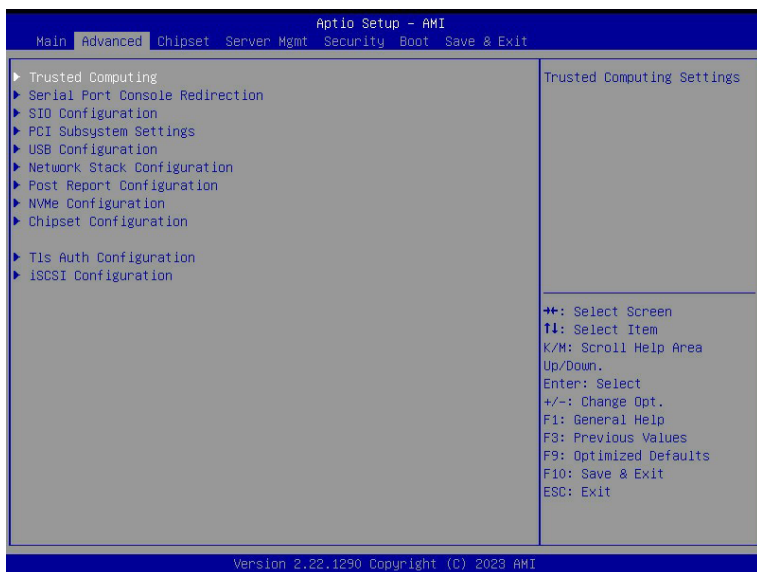 Aptio Setup - AMI
Main Advanced Chipset Server Mgmt Security Boot Save & Exit
Trusted Computing
Serial Port Console Redirection
SIO Configuration
PCI Subsystem Settings
USB Configuration
Network Stack Configuration
Post Report Configuration
NVMe Configuration
Chipset Configuration
Tls Auth Configuration
iSCSI Configuration
Trusted Computing Settings
→←: Select Screen
↑↓: Select Item
K/M: Scroll Help Area
Up/Down.
Enter: Select
+/-: Change Opt.
F1: General Help
F3: Previous Values
F9: Optimized Defaults
F10: Save & Exit
ESC: Exit
Version 2.22.1290 Copyright (C) 2023 AMI